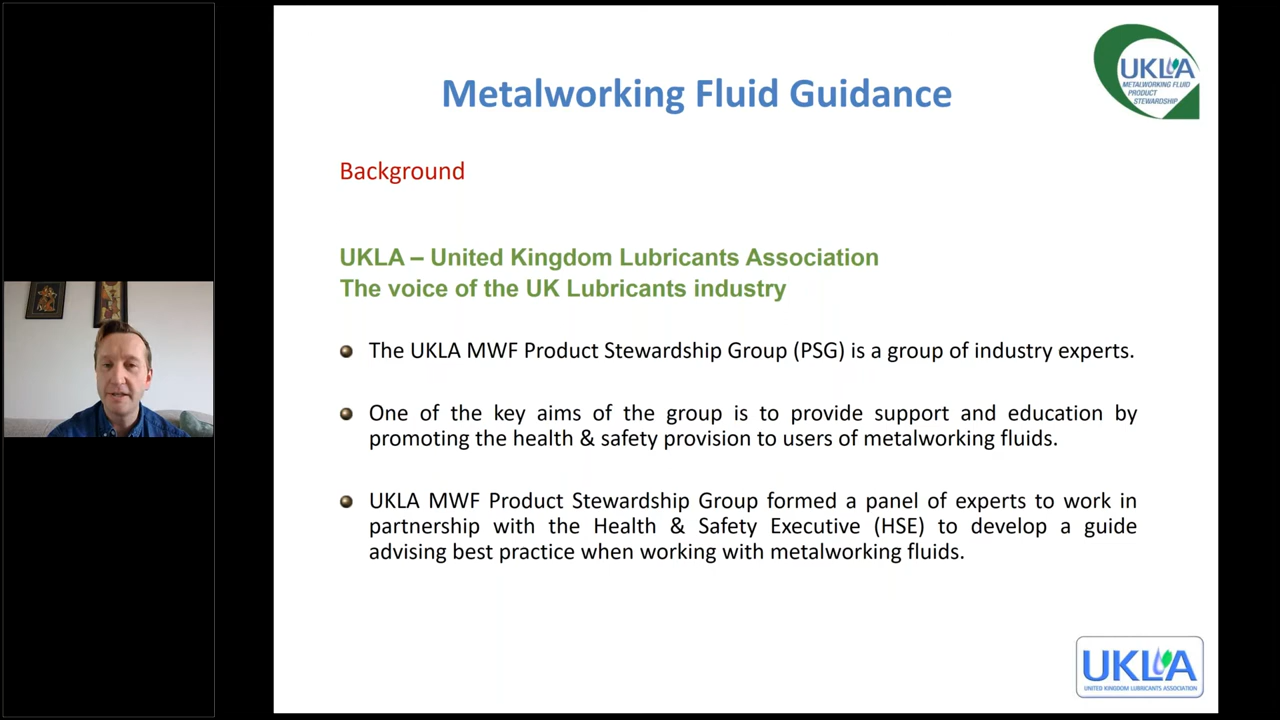 Metalworking Fluid Guidance
UKLA
METALWORKING FLUID
PRODUCT
STEWARDSHIP
Background
UKLA – United Kingdom Lubricants Association
The voice of the UK Lubricants industry
The UKLA MWF Product Stewardship Group (PSG) is a group of industry experts.
One of the key aims of the group is to provide support and education by
promoting the health & safety provision to users of metalworking fluids.
UKLA MWF Product Stewardship Group formed a panel of experts to work in
partnership with the Health & Safety Executive (HSE) to develop a guide
advising best practice when working with metalworking fluids.
UKLA
UNITED KINGDOM LUBRICANTS ASSOCIATION